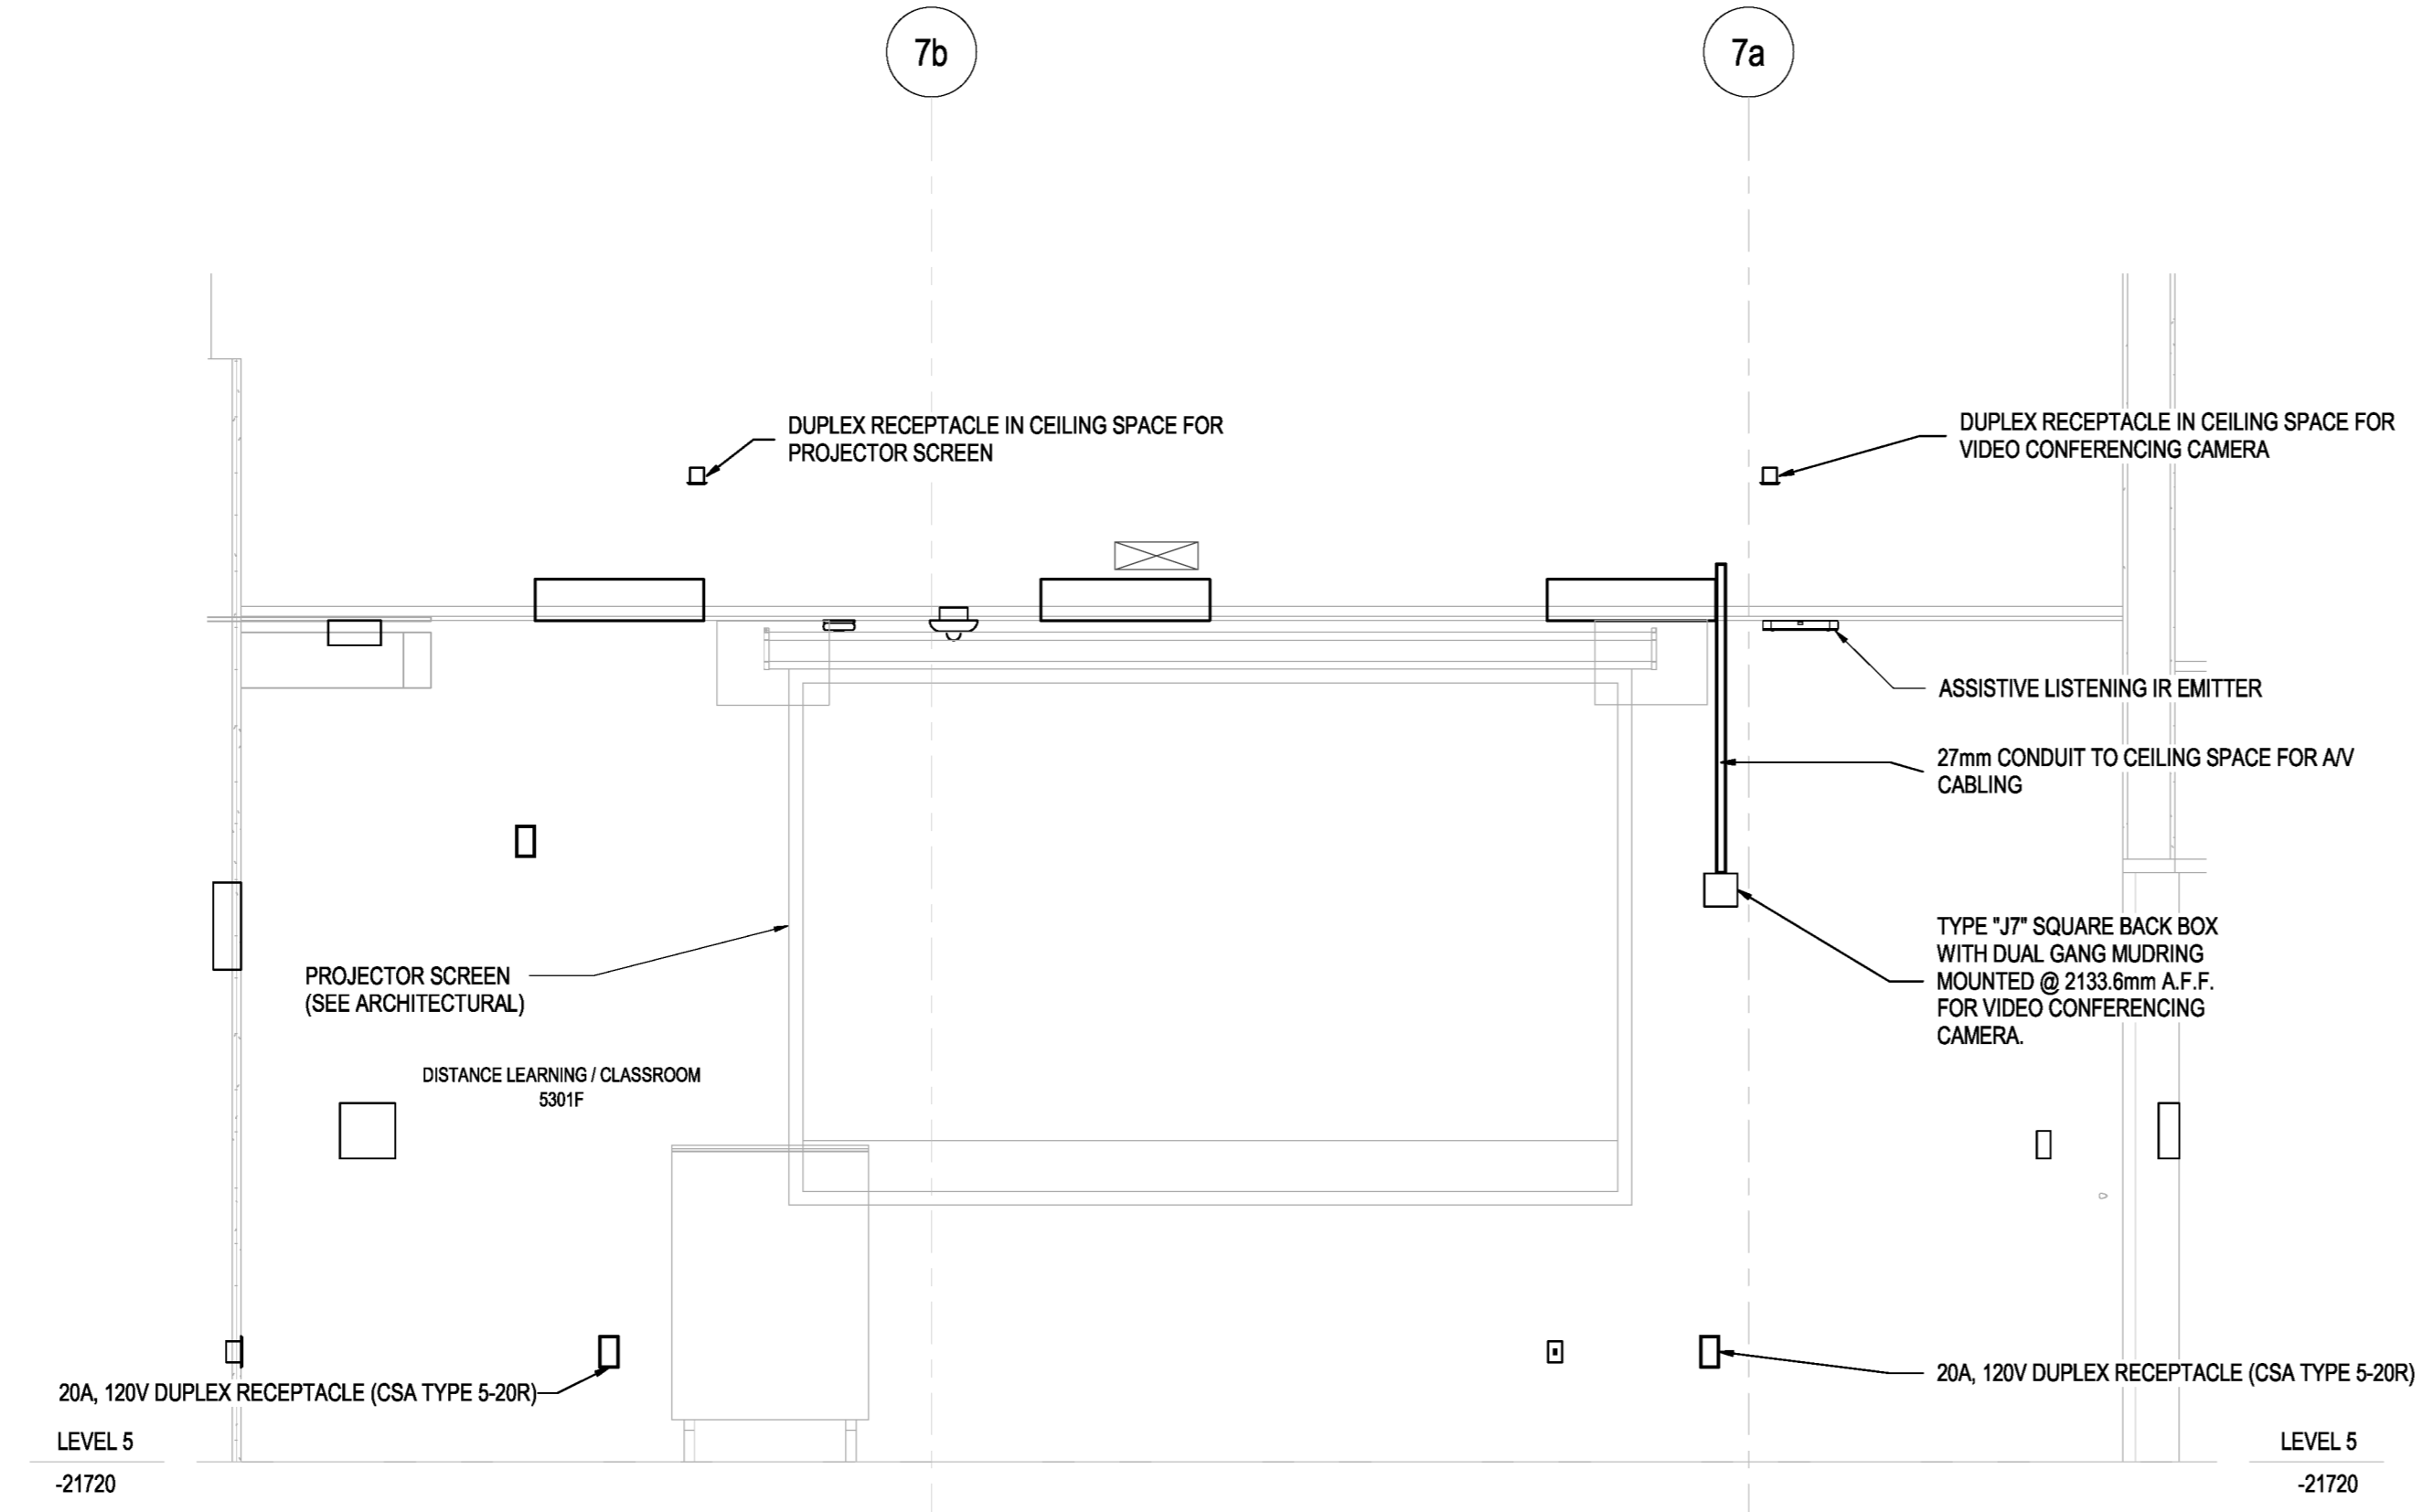 7b
7a
DUPLEX RECEPTACLE IN CEILING SPACE FOR
PROJECTOR SCREEN
DUPLEX RECEPTACLE IN CEILING SPACE FOR
VIDEO CONFERENCING CAMERA
ASSISTIVE LISTENING IR EMITTER
27mm CONDUIT TO CEILING SPACE FOR A/V
CABLING
TYPE "J7" SQUARE BACK BOX
WITH DUAL GANG MUDRING
MOUNTED @ 2133.6mm A.F.F.
FOR VIDEO CONFERENCING
CAMERA.
PROJECTOR SCREEN
(SEE ARCHITECTURAL)
DISTANCE LEARNING / CLASSROOM
5301F
20A, 120V DUPLEX RECEPTACLE (CSA TYPE 5-20R)
20A, 120V DUPLEX RECEPTACLE (CSA TYPE 5-20R)
LEVEL 5
-21720
LEVEL 5
-21720